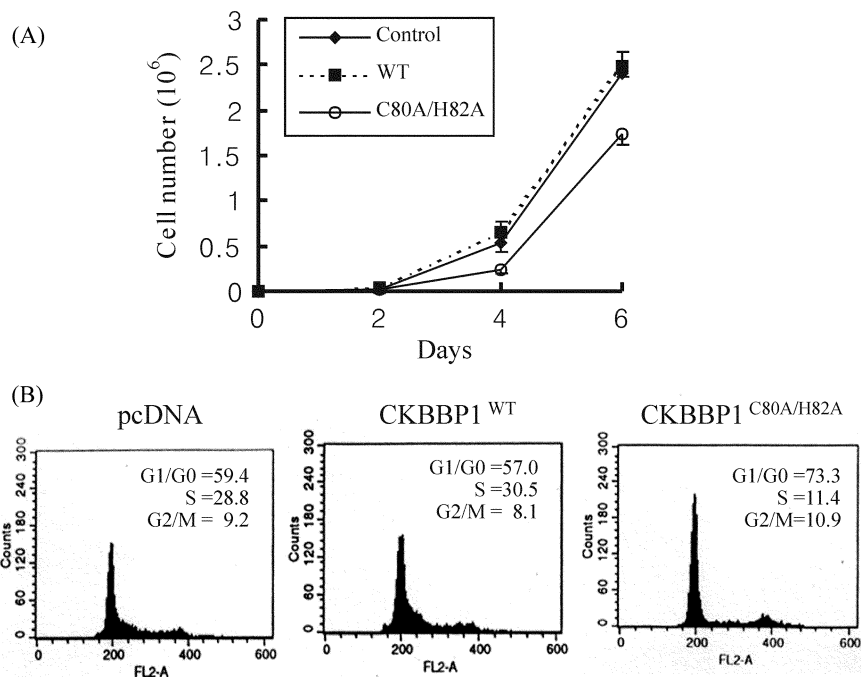 (A)
Cell number (10⁶)
3
2.5
2
1.5
1
0.5
0
Control
WT
C80A/H82A
0 2 4 6
Days
(B)
pcDNA
Counts
300
240
180
120
60
0
G1/G0 =59.4
S =28.8
G2/M = 9.2
0 200 400 600
FL2-A
CKBBP1 WT
Counts
300
240
180
120
60
0
G1/G0 =57.0
S =30.5
G2/M = 8.1
0 200 400 600
FL2-A
CKBBP1 C80A/H82A
Counts
300
240
180
120
60
0
G1/G0 =73.3
S =11.4
G2/M=10.9
0 200 400 600
FL2-A